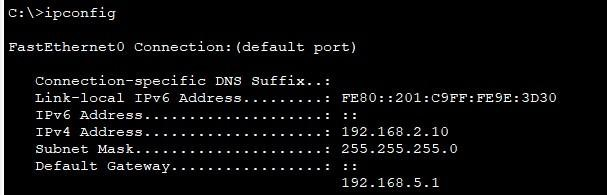 C:\>ipconfig
FastEthernet0 Connection:(default port)
Connection-specific DNS Suffix..:
Link-local IPv6 Address.........: FE80::201:C9FF:FE9E:3D30
IPv6 Address....................: ::
IPv4 Address....................: 192.168.2.10
Subnet Mask.....................: 255.255.255.0
Default Gateway.................: ::
192.168.5.1